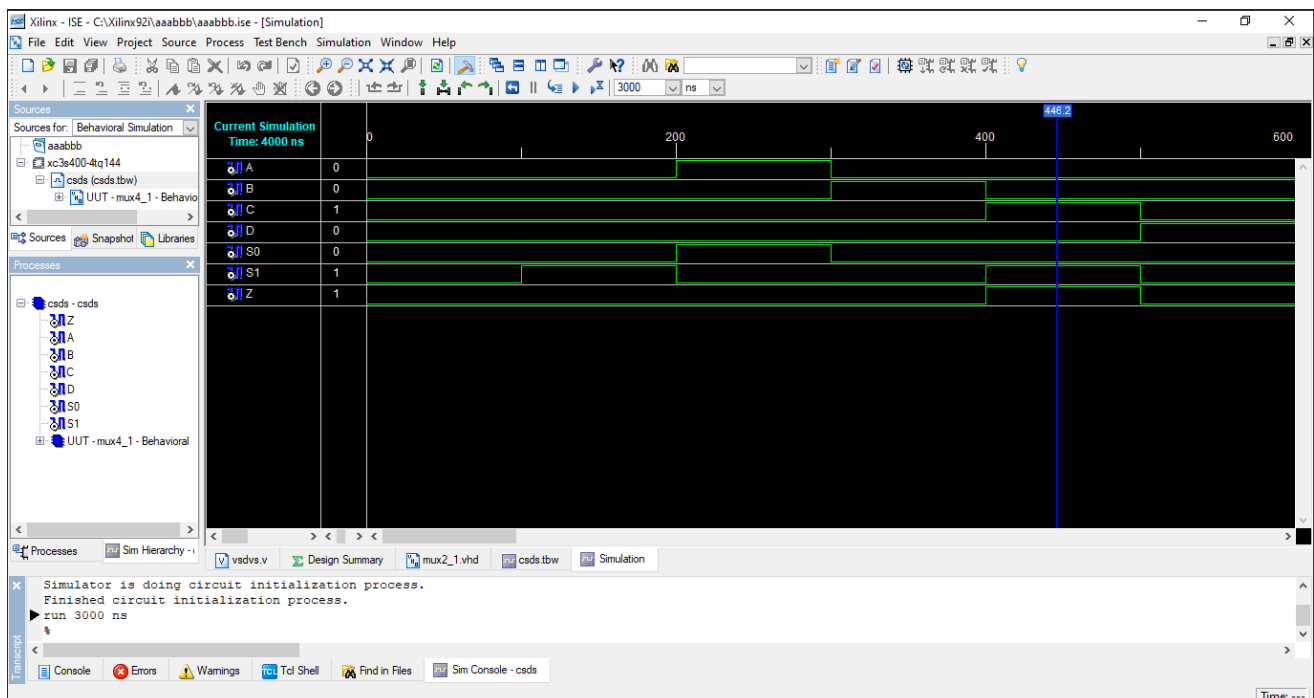 Xilinx - ISE - C:\Xilinx92i\aaabbb\aaabbb.ise - [Simulation]
File Edit View Project Source Process Test Bench Simulation Window Help
3000 ns
Sources
Sources for: Behavioral Simulation
aaabbb
xc3s400-4tq144
csds (csds.tbw)
UUT - mux4_1 - Behavio
Sources Snapshot Libraries
Processes
csds - csds
Z
A
B
C
D
S0
S1
UUT - mux4_1 - Behavioral
Processes Sim Hierarchy -
Current Simulation
Time: 4000 ns
446.2
0 200 400 600
A 0
B 0
C 1
D 0
S0 0
S1 1
Z 1
vsdvs.v Design Summary mux2_1.vhd csds.tbw Simulation
Simulator is doing circuit initialization process.
Finished circuit initialization process.
run 3000 ns
%
Transcript
Console Errors Warnings TCL Tcl Shell Find in Files Sim Console - csds
Time: ---